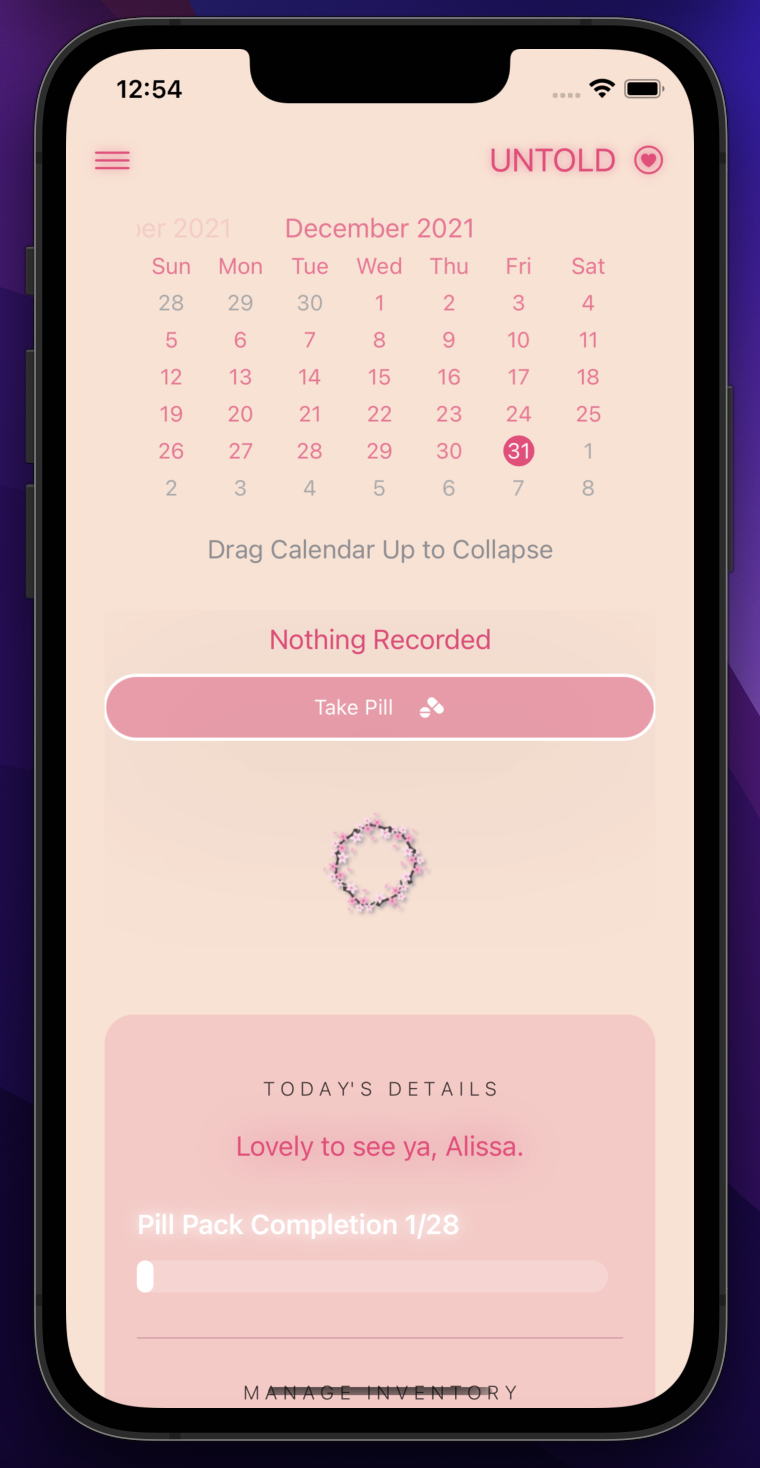 12:54
UNTOLD
ber 2021 December 2021
Sun Mon Tue Wed Thu Fri Sat
28 29 30 1 2 3 4
5 6 7 8 9 10 11
12 13 14 15 16 17 18
19 20 21 22 23 24 25
26 27 28 29 30 31 1
2 3 4 5 6 7 8
Drag Calendar Up to Collapse
Nothing Recorded
Take Pill
TODAY'S DETAILS
Lovely to see ya, Alissa.
Pill Pack Completion 1/28
MANAGE INVENTORY